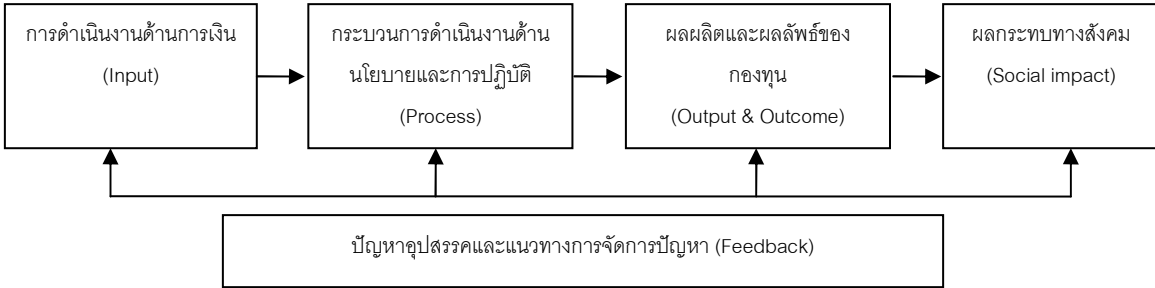 การดำเนินงานด้านการเงิน
(Input)
กระบวนการดำเนินงานด้าน
นโยบายและการปฏิบัติ
(Process)
ผลผลิตและผลลัพธ์ของ
กองทุน
(Output & Outcome)
ผลกระทบทางสังคม
(Social impact)
ปัญหาอุปสรรคและแนวทางการจัดการปัญหา (Feedback)